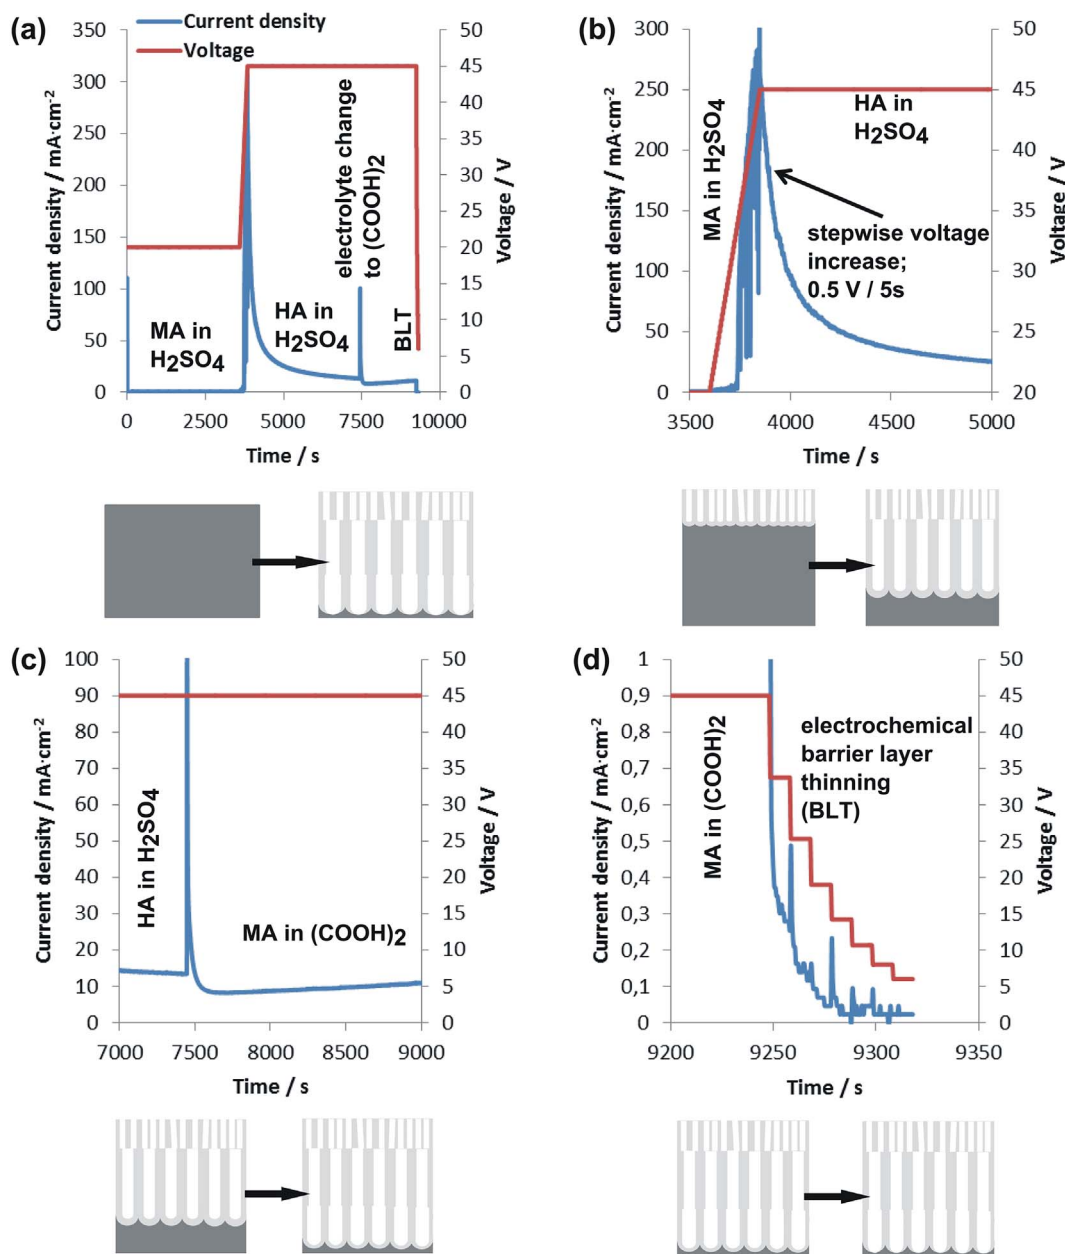 (a)
Current density
Voltage
350
300
250
200
150
100
50
0
Current density / mA·cm-2
50
45
40
35
30
25
20
15
10
5
0
Voltage / V
MA in
H2SO4
HA in
H2SO4
electrolyte change
to (COOH)2
BLT
0
2500
5000
7500
10000
Time / s
(b)
300
250
200
150
100
50
0
Current density / mA·cm-2
50
45
40
35
30
25
20
Voltage / V
MA in H2SO4
HA in
H2SO4
stepwise voltage
increase;
0.5 V / 5s
3500
4000
4500
5000
Time / s
(c)
100
90
80
70
60
50
40
30
20
10
0
Current density / mA·cm-2
50
45
40
35
30
25
20
15
10
5
0
Voltage / V
HA in H2SO4
MA in (COOH)2
7000
7500
8000
8500
9000
Time / s
(d)
1
0,9
0,8
0,7
0,6
0,5
0,4
0,3
0,2
0,1
0
Current density / mA·cm-2
50
45
40
35
30
25
20
15
10
5
0
Voltage / V
MA in (COOH)2
electrochemical
barrier layer
thinning
(BLT)
9200
9250
9300
9350
Time / s